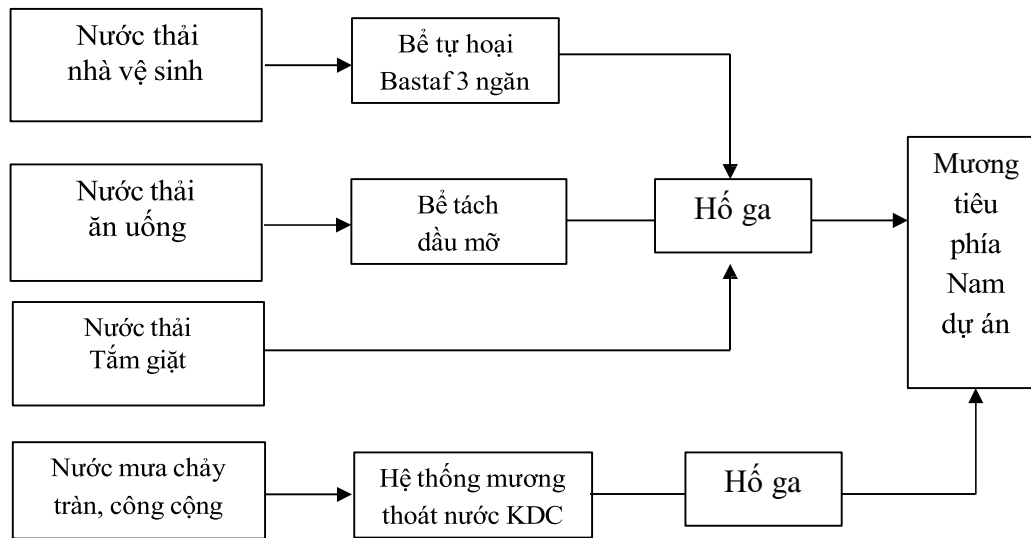 Nước thải
nhà vệ sinh
Bể tự hoại
Bastaf 3 ngăn
Nước thải
ăn uống
Bể tách
dầu mỡ
Hố ga
Mương
tiêu
phía
Nam
dự án
Nước thải
Tắm giặt
Nước mưa chảy
tràn, công cộng
Hệ thống mương
thoát nước KDC
Hố ga